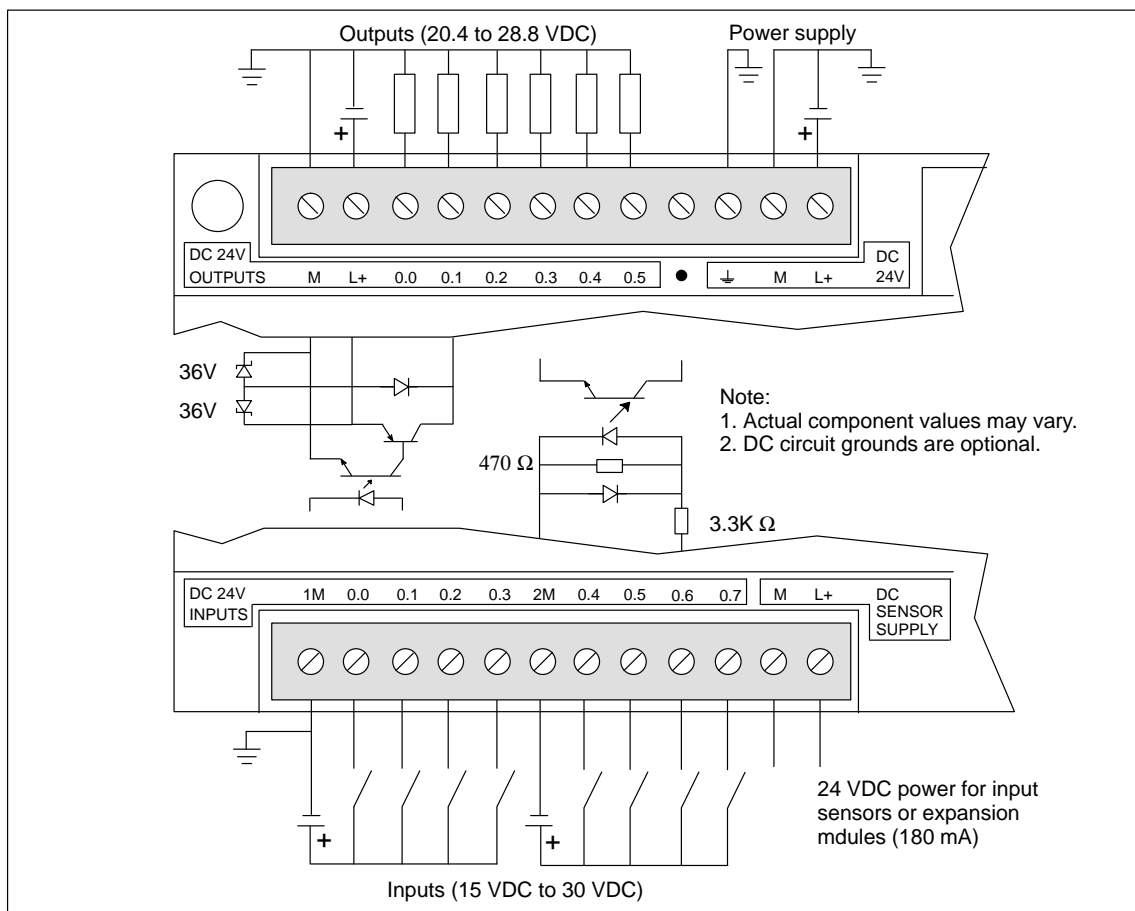 Outputs (20.4 to 28.8 VDC)
Power supply
+
+
DC 24V
OUTPUTS
M L+ 0.0 0.1 0.2 0.3 0.4 0.5
M L+
DC
24V
36V
36V
Note:
1. Actual component values may vary.
2. DC circuit grounds are optional.
470 Ω
3.3K Ω
DC 24V
INPUTS
1M 0.0 0.1 0.2 0.3 2M 0.4 0.5 0.6 0.7
M L+
DC
SENSOR
SUPPLY
+
+
24 VDC power for input
sensors or expansion
mdules (180 mA)
Inputs (15 VDC to 30 VDC)